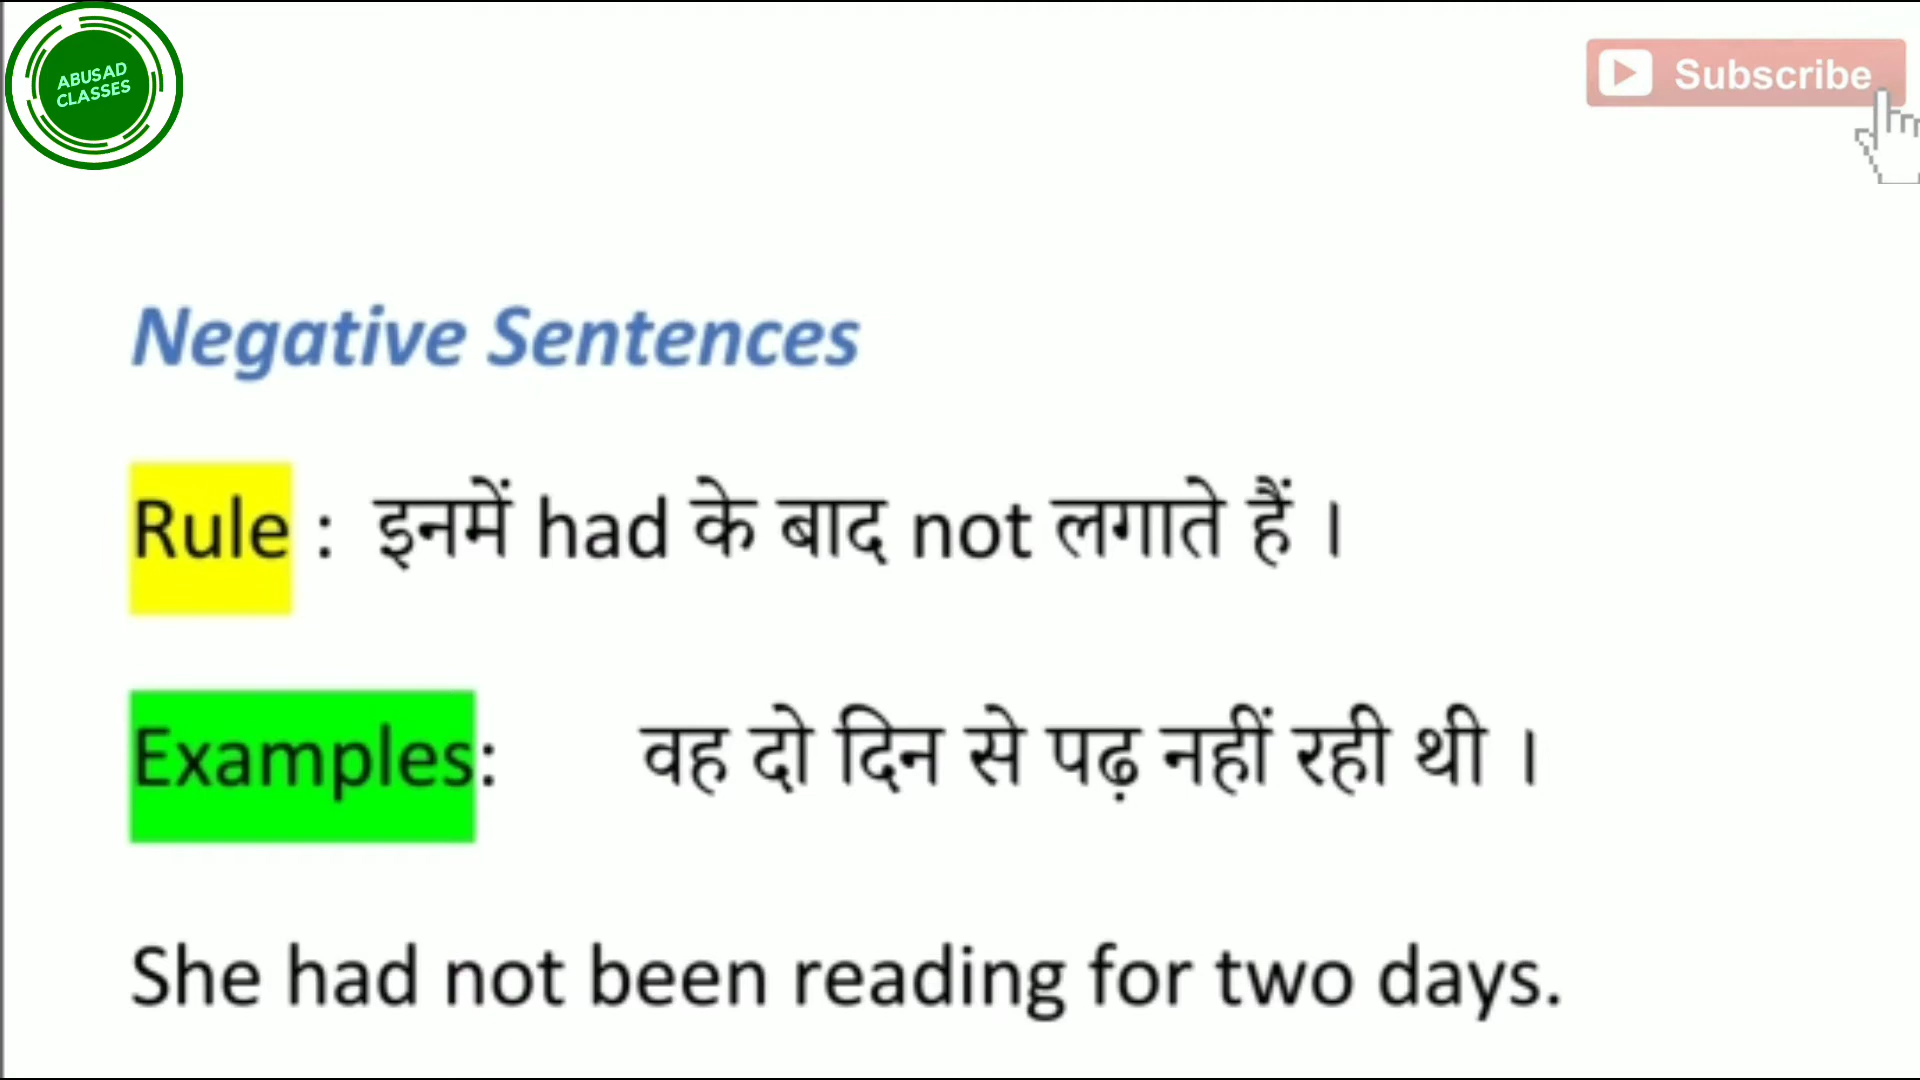 ABUSAD
CLASSES
Subscribe
Negative Sentences
Rule : इनमें had के बाद not लगाते हैं ।
Examples: वह दो दिन से पढ़ नहीं रही थी ।
She had not been reading for two days.